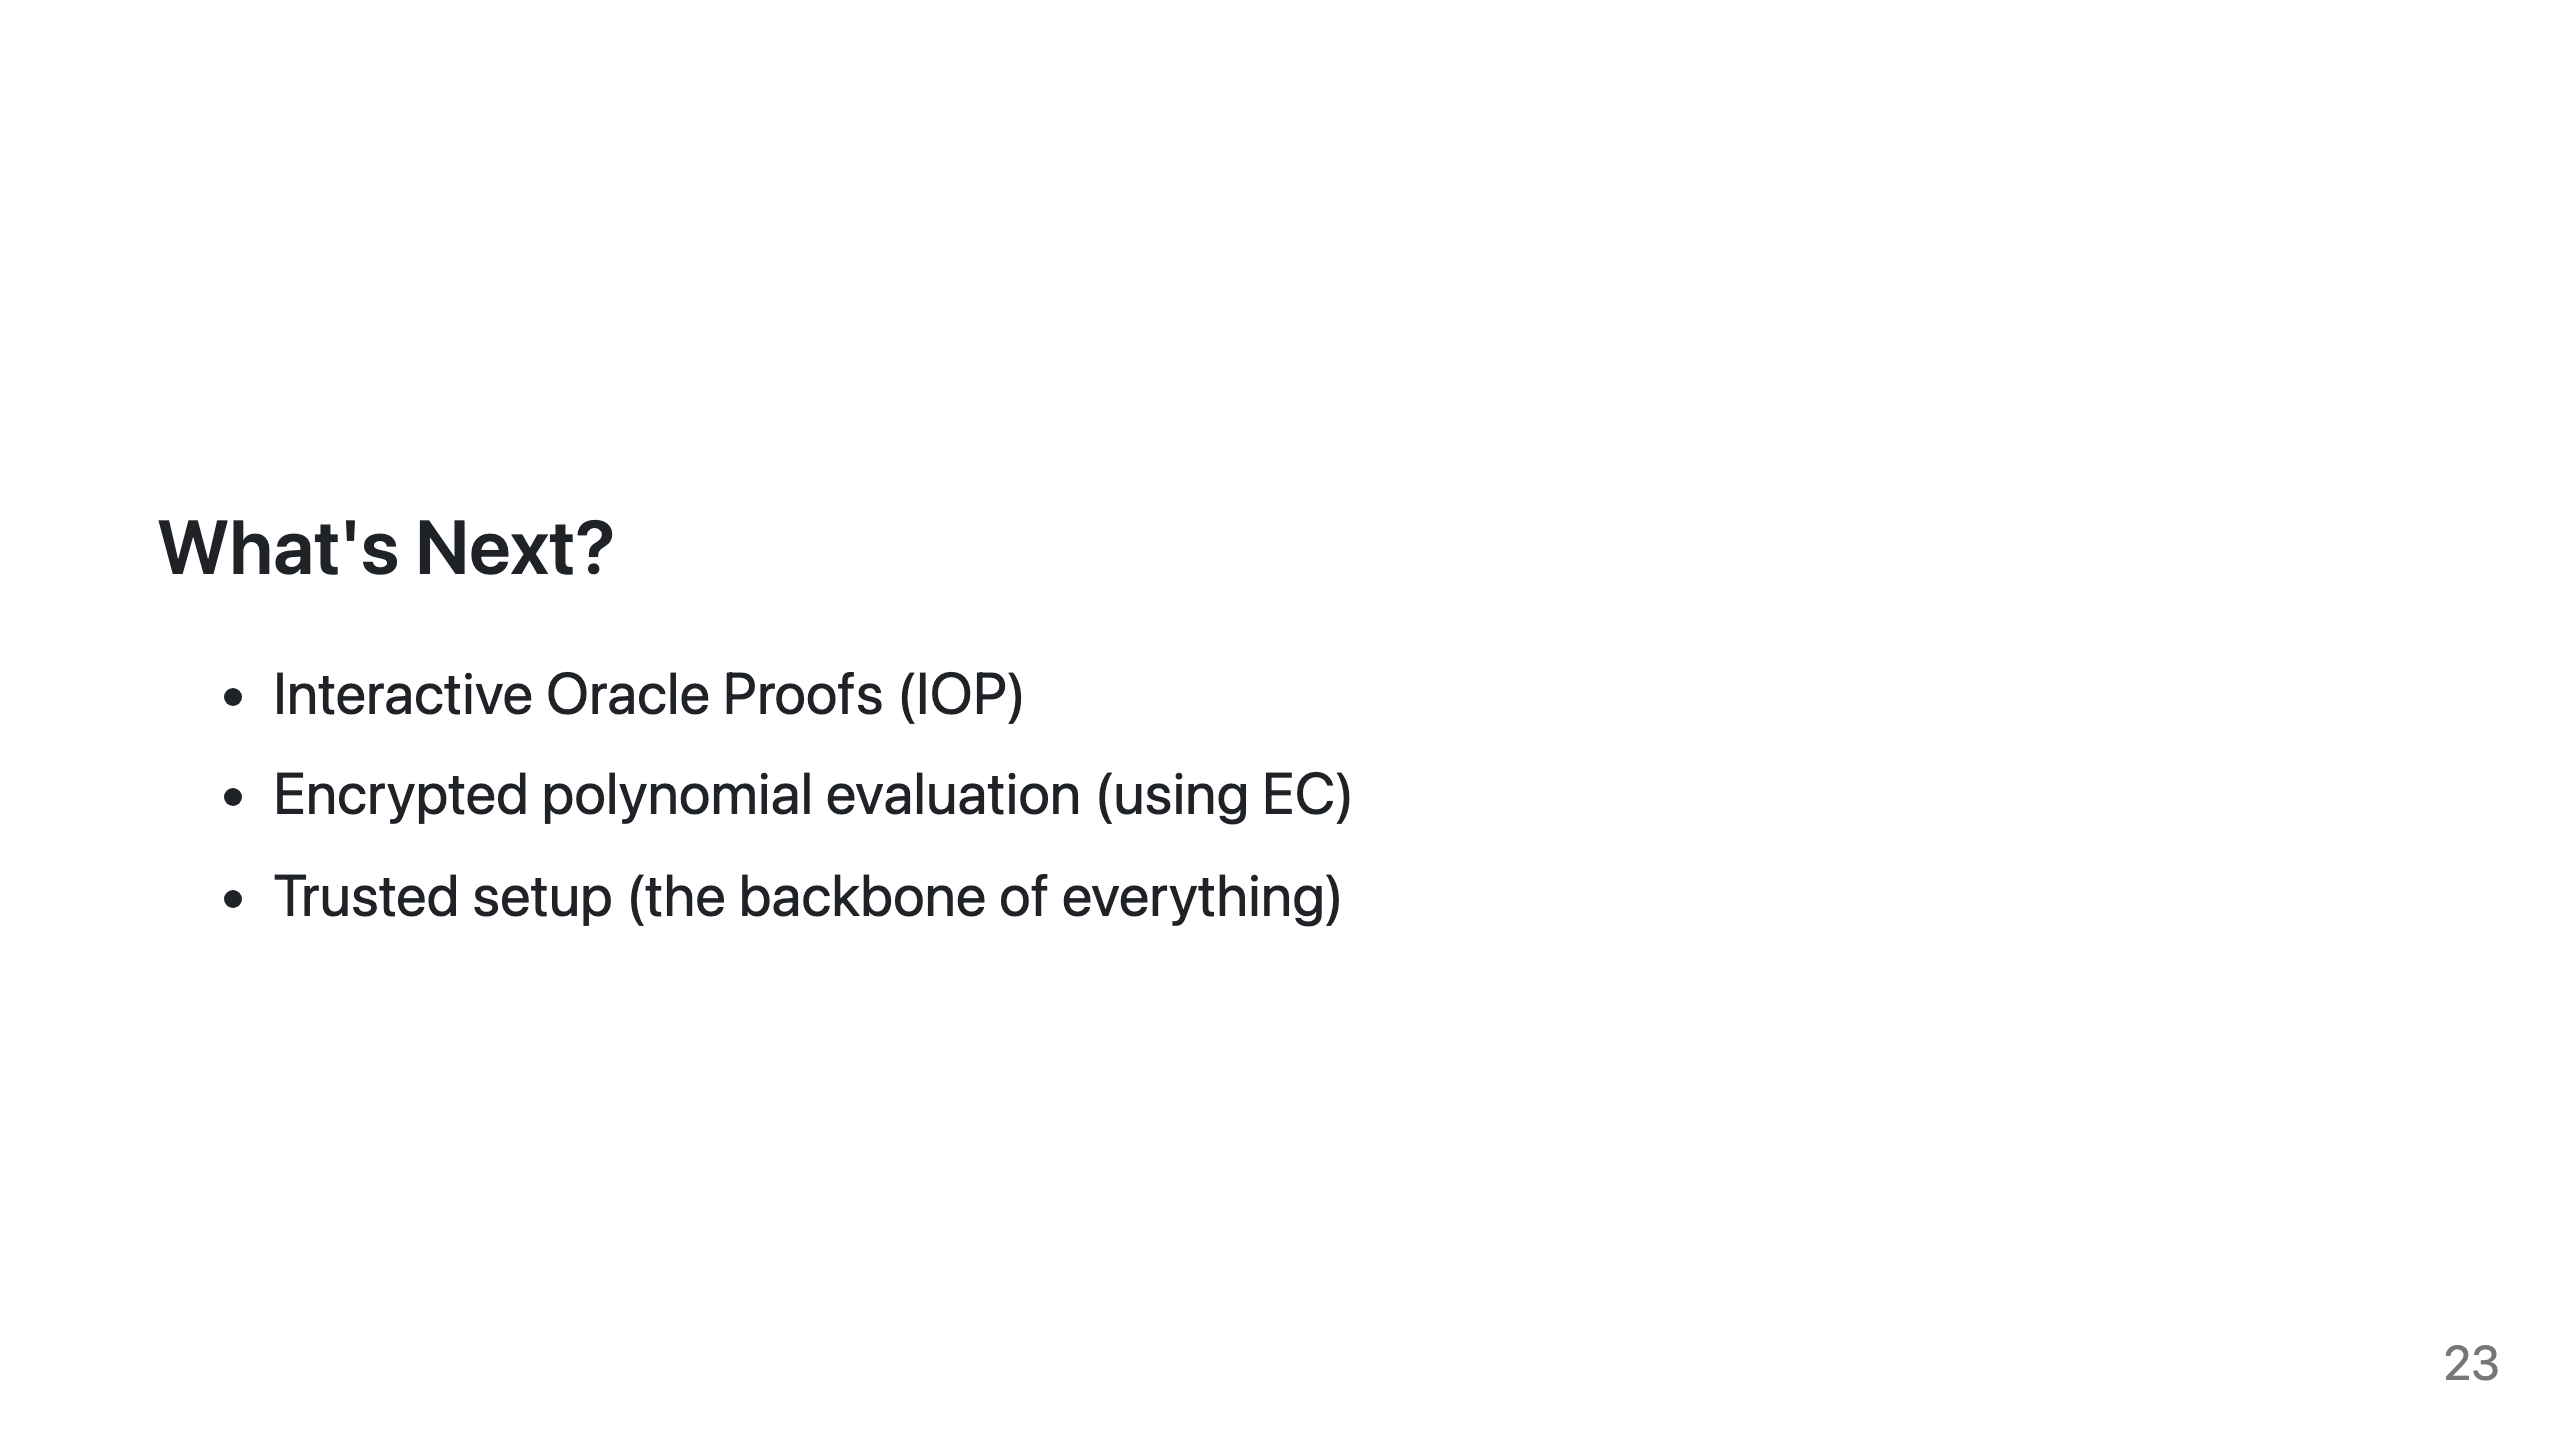 What's Next?
• Interactive Oracle Proofs (IOP)
• Encrypted polynomial evaluation (using EC)
• Trusted setup (the backbone of everything)
23